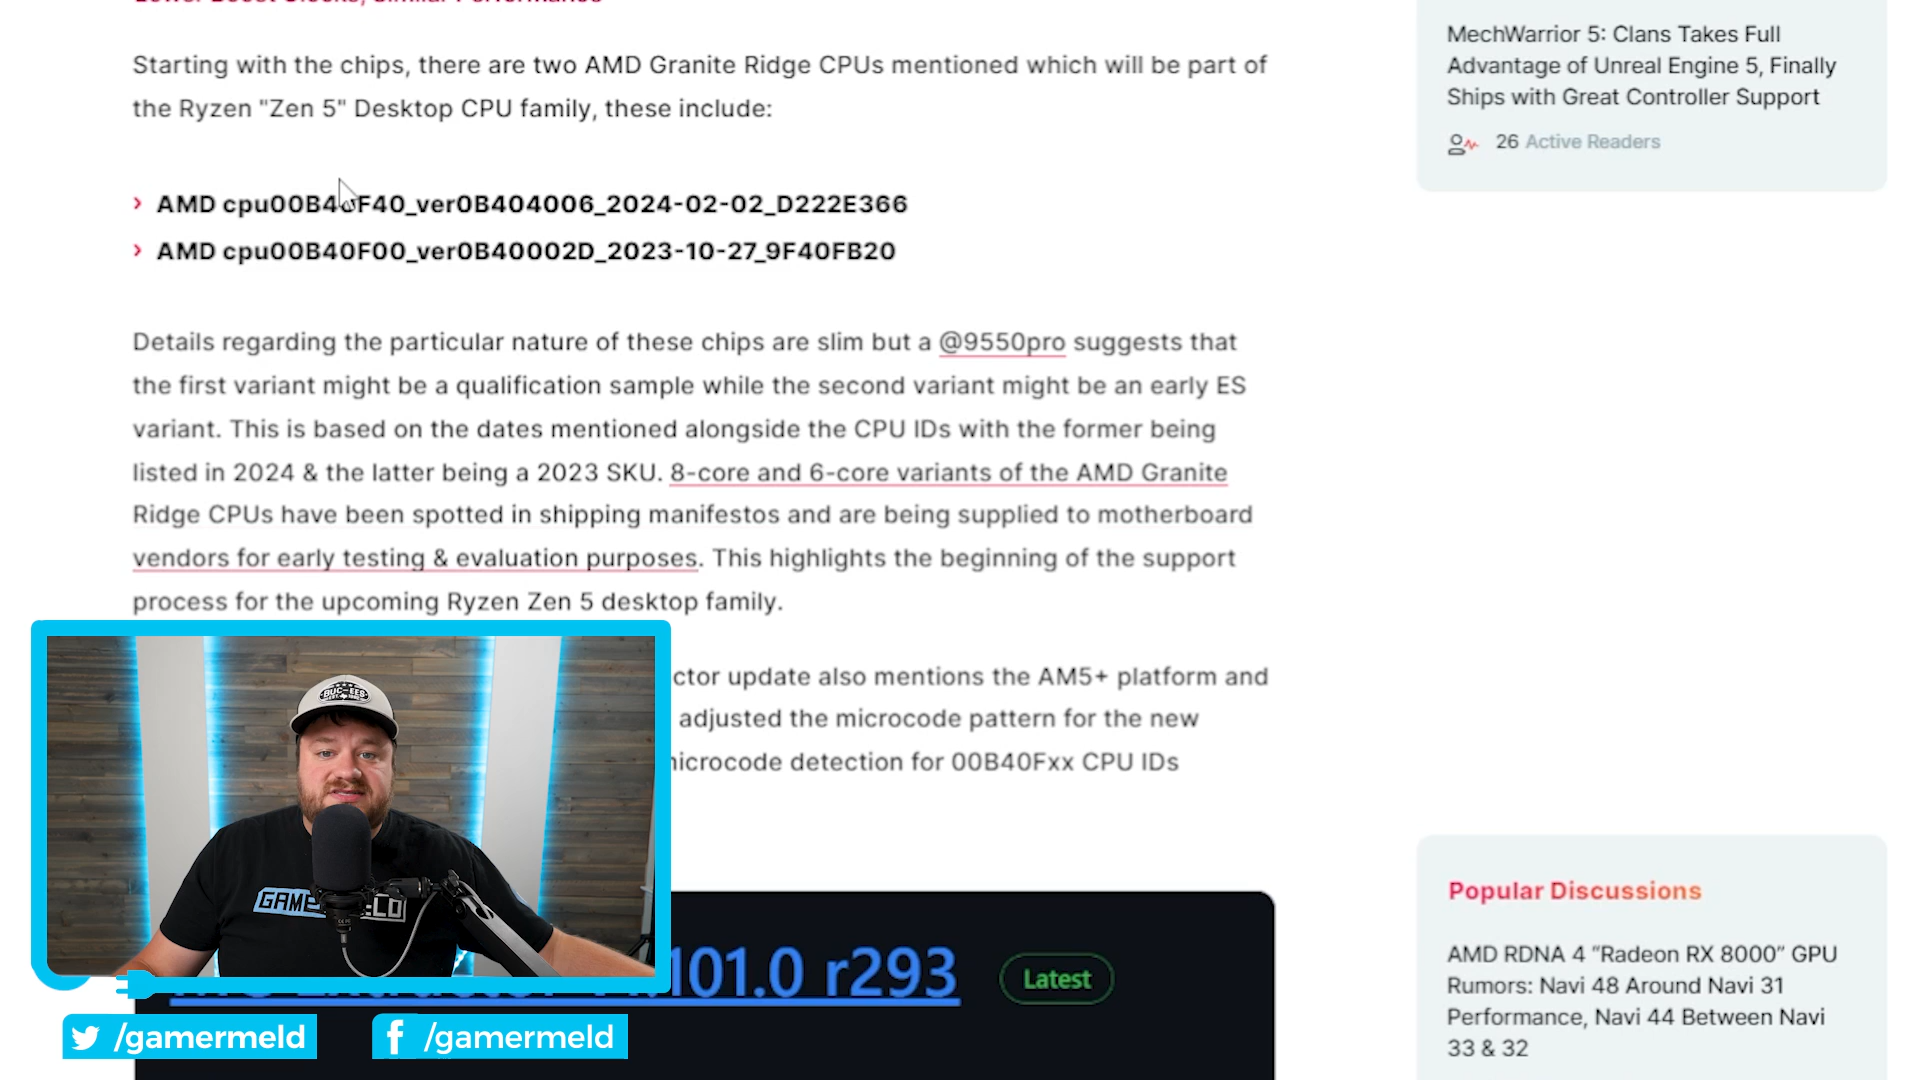 Lower Boost Clocks, Similar Performance
Starting with the chips, there are two AMD Granite Ridge CPUs mentioned which will be part of
the Ryzen "Zen 5" Desktop CPU family, these include:
AMD cpu00B40F40_ver0B404006_2024-02-02_D222E366
AMD cpu00B40F00_ver0B40002D_2023-10-27_9F40FB20
Details regarding the particular nature of these chips are slim but a @9550pro suggests that
the first variant might be a qualification sample while the second variant might be an early ES
variant. This is based on the dates mentioned alongside the CPU IDs with the former being
listed in 2024 & the latter being a 2023 SKU. 8-core and 6-core variants of the AMD Granite
Ridge CPUs have been spotted in shipping manifestos and are being supplied to motherboard
vendors for early testing & evaluation purposes. This highlights the beginning of the support
process for the upcoming Ryzen Zen 5 desktop family.
ctor update also mentions the AM5+ platform and
adjusted the microcode pattern for the new
icrocode detection for 00B40Fxx CPU IDs
101.0 r293
Latest
BUC-EES
GAME
LD
/gamermeld
/gamermeld
MechWarrior 5: Clans Takes Full
Advantage of Unreal Engine 5, Finally
Ships with Great Controller Support
26 Active Readers
Popular Discussions
AMD RDNA 4 “Radeon RX 8000” GPU
Rumors: Navi 48 Around Navi 31
Performance, Navi 44 Between Navi
33 & 32